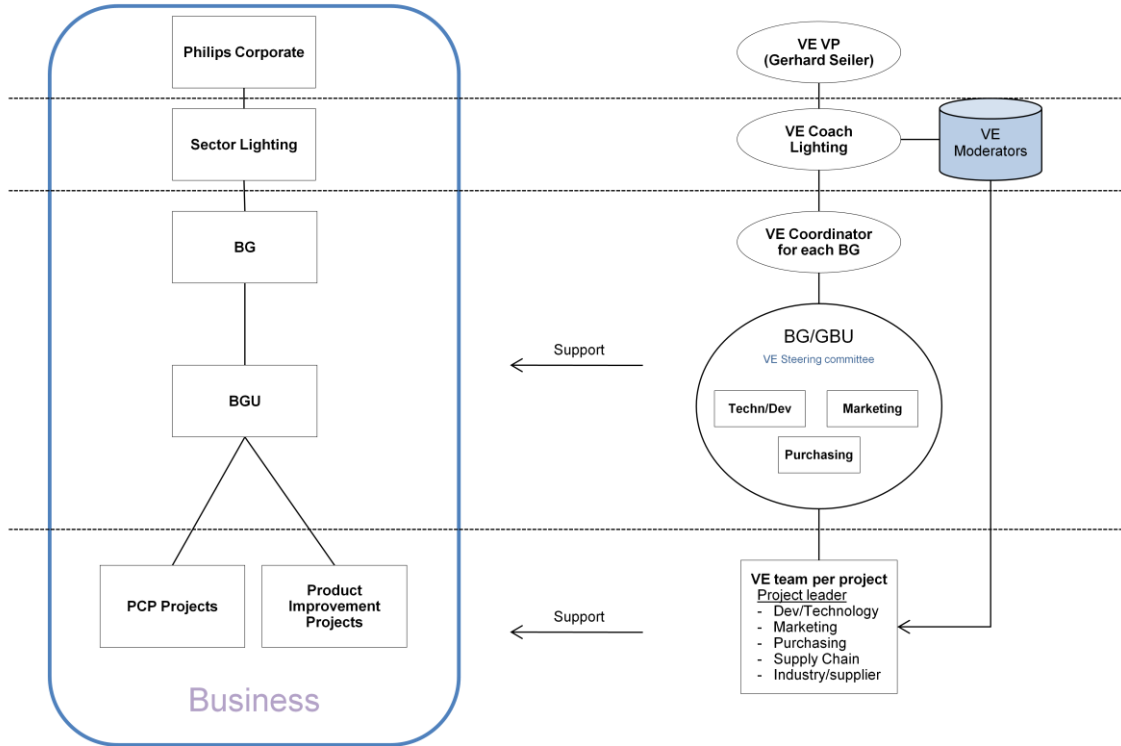 Philips Corporate
VE VP
(Gerhard Seiler)
Sector Lighting
VE Coach
Lighting
VE
Moderators
BG
VE Coordinator
for each BG
BG/GBU
VE Steering committee
Support
BGU
Techn/Dev
Marketing
Purchasing
PCP Projects
Product
Improvement
Projects
Support
VE team per project
Project leader
- Dev/Technology
- Marketing
- Purchasing
- Supply Chain
- Industry/supplier
Business